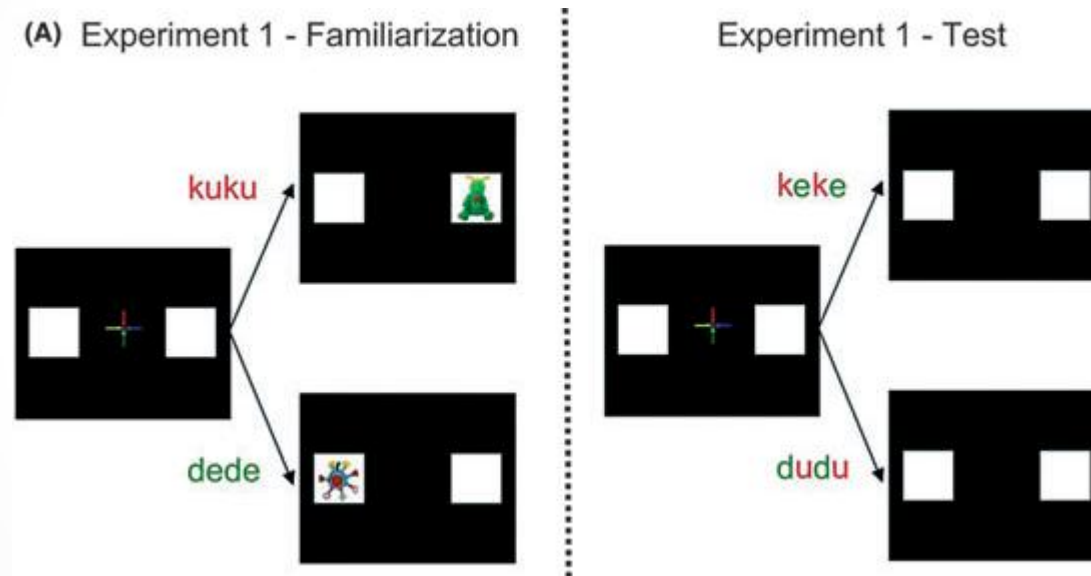 (A) Experiment 1 - Familiarization
kuku
dede
Experiment 1 - Test
keke
dudu